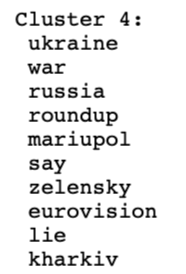 Cluster 4:
ukraine
war
russia
roundup
mariupol
say
zelensky
eurovision
lie
kharkiv